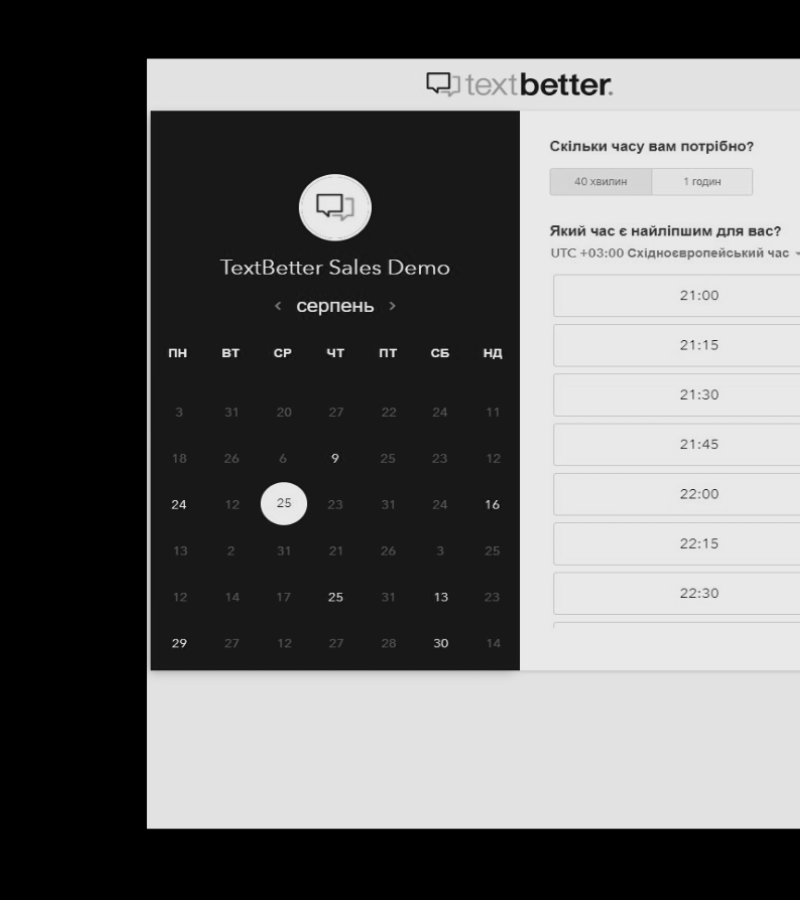 textbetter.
TextBetter Sales Demo
серпень
ПН ВТ СР ЧТ ПТ СБ НД
3 31 20 27 22 24 11
18 26 6 9 25 23 12
24 12 25 23 31 24 16
13 2 31 21 26 3 25
12 14 17 25 31 13 23
29 27 12 27 28 30 14
Скільки часу вам потрібно?
40 хвилин 1 годин
Який час є найліпшим для вас?
UTC +03:00 Східноєвропейський час
21:00
21:15
21:30
21:45
22:00
22:15
22:30